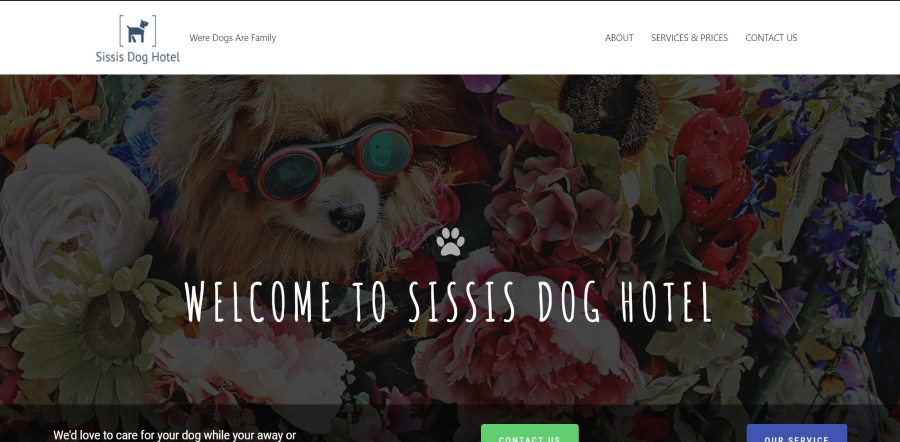 Sissis Dog Hotel
Were Dogs Are Family
ABOUT
SERVICES & PRICES
CONTACT US
WELCOME TO SISSIS DOG HOTEL
We'd love to care for your dog while your away or
CONTACT US
OUR SERVICE